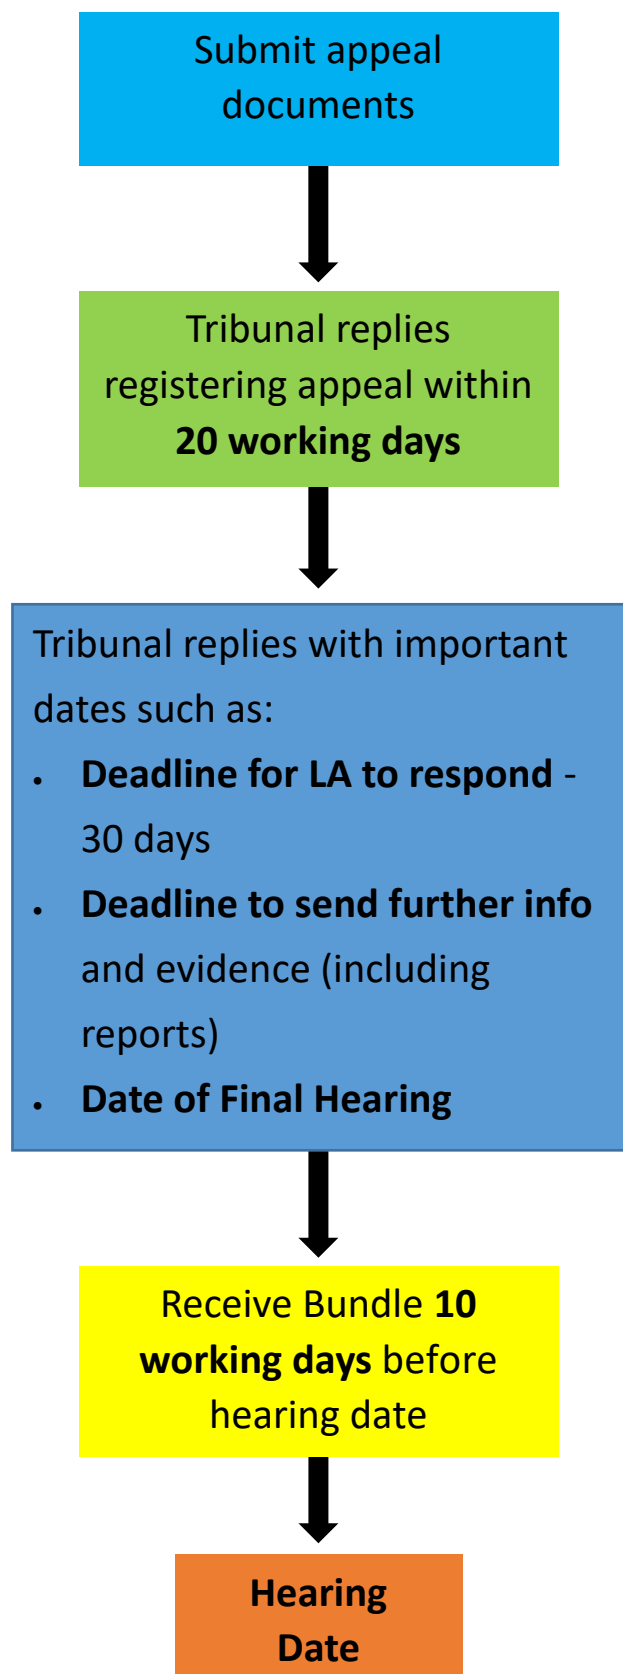 Submit appeal
documents
Tribunal replies
registering appeal within
20 working days
Tribunal replies with important
dates such as:
• Deadline for LA to respond -
30 days
• Deadline to send further info
and evidence (including
reports)
• Date of Final Hearing
Receive Bundle 10
working days before
hearing date
Hearing
Date